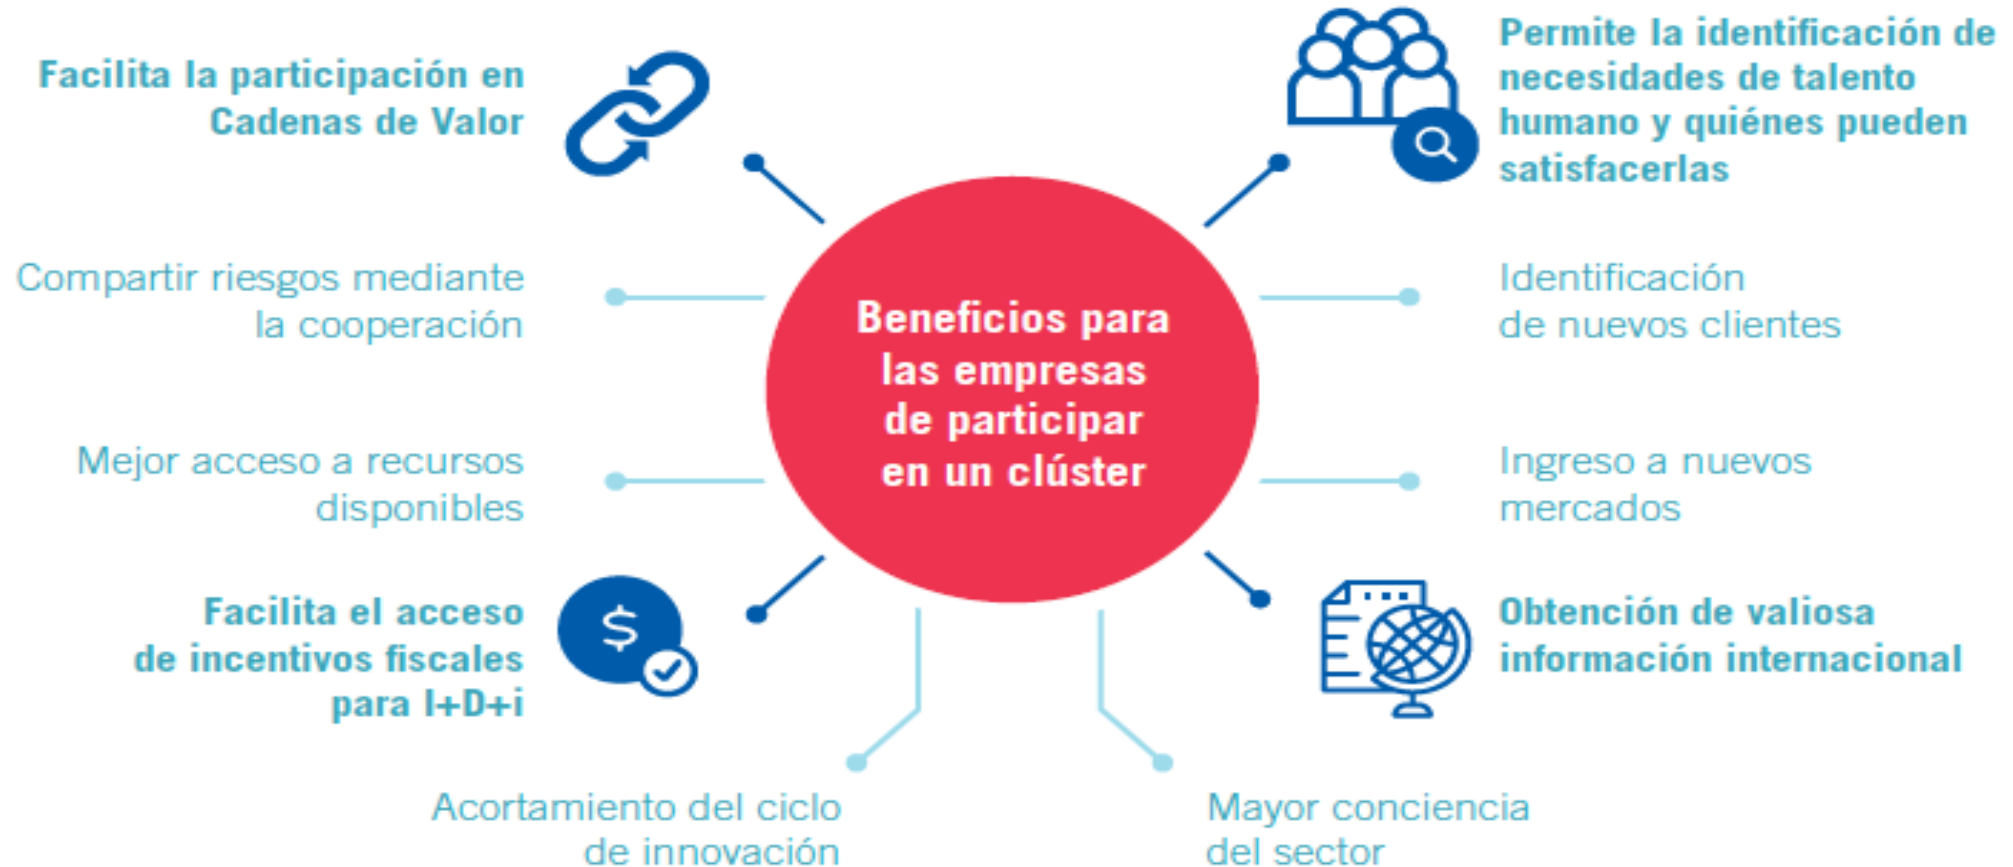 Facilita la participación en
Cadenas de Valor
Permite la identificación de
necesidades de talento
humano y quiénes pueden
satisfacerlas
Compartir riesgos mediante
la cooperación
Identificación
de nuevos clientes
Beneficios para
las empresas
de participar
en un clúster
Mejor acceso a recursos
disponibles
Ingreso a nuevos
mercados
Facilita el acceso
de incentivos fiscales
para I+D+i
$
Obtención de valiosa
información internacional
Acortamiento del ciclo
de innovación
Mayor conciencia
del sector